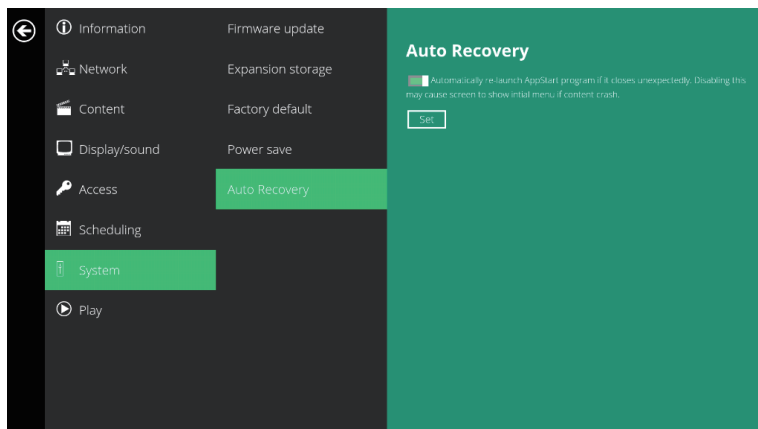 Information
Network
Content
Display/sound
Access
Scheduling
System
Play
Firmware update
Expansion storage
Factory default
Power save
Auto Recovery
Auto Recovery
Automatically re-launch AppStart program if it closes unexpectedly. Disabling this
may cause screen to show intial menu if content crash.
Set